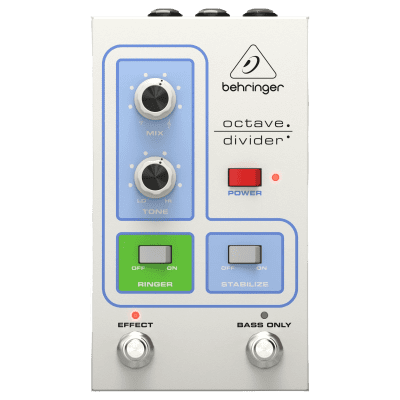 behringer
octave.
divider:
MIX
LO HI
TONE
POWER
OFF ON
RINGER
OFF ON
STABILIZE
EFFECT
BASS ONLY